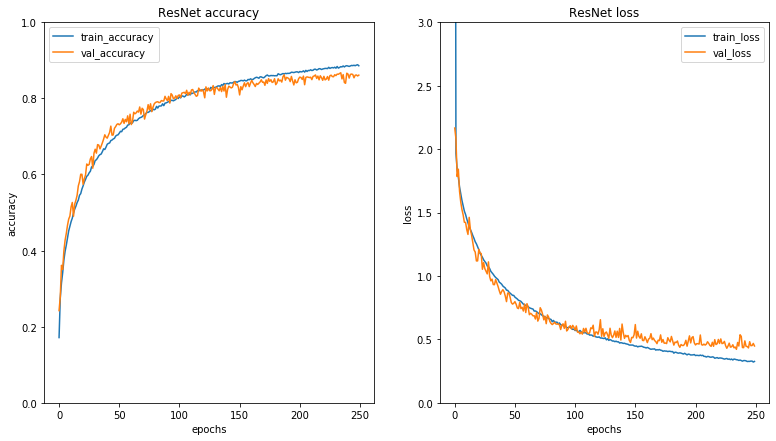 ResNet accuracy
train_accuracy
val_accuracy
1.0
0.8
0.6
0.4
0.2
0.0
accuracy
0
50
100
150
200
250
epochs
ResNet loss
train_loss
val_loss
3.0
2.5
2.0
1.5
1.0
0.5
0.0
loss
0
50
100
150
200
250
epochs